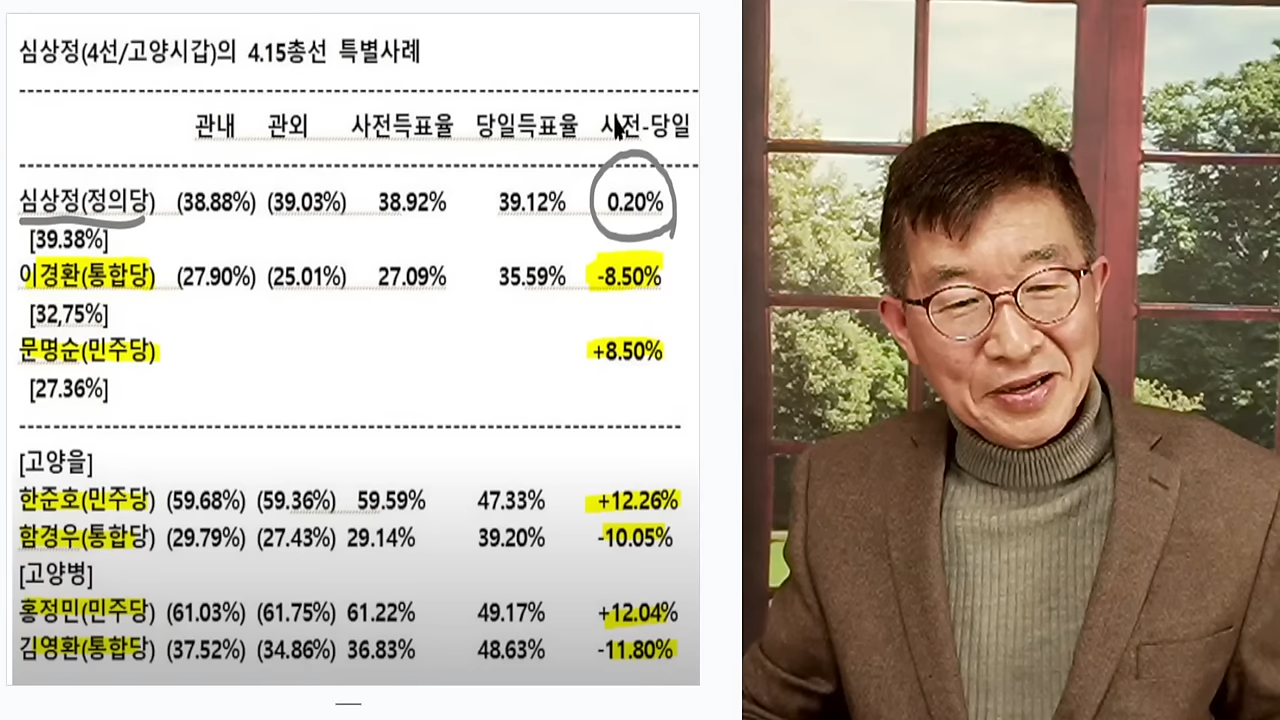 심상정(4선/고양시갑)의 4.15총선 특별사례
관내 관외 사전득표율 당일득표율 사전-당일
심상정(정의당) (38.88%) (39.03%) 38.92% 39.12% 0.20%
[39.38%]
이경환(통합당) (27.90%) (25.01%) 27.09% 35.59% -8.50%
[32,75%]
문명순(민주당) +8.50%
[27.36%]
[고양을]
한준호(민주당) (59.68%) (59.36%) 59.59% 47.33% +12.26%
함경우(통합당) (29.79%) (27.43%) 29.14% 39.20% -10.05%
[고양병]
홍정민(민주당) (61.03%) (61.75%) 61.22% 49.17% +12.04%
김영환(통합당) (37.52%) (34.86%) 36.83% 48.63% -11.80%